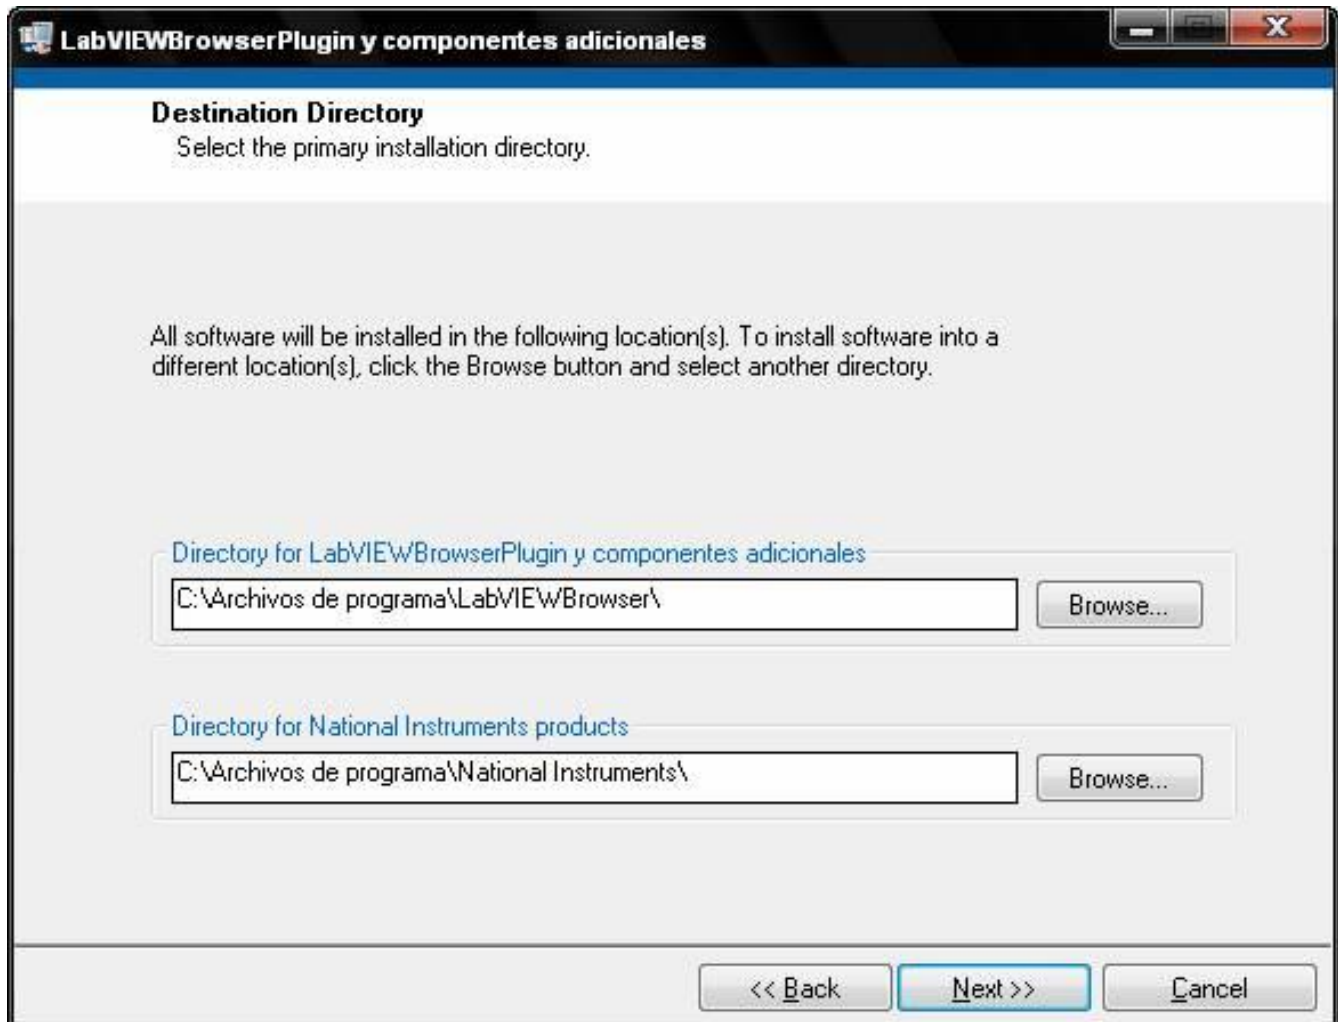 LabVIEWBrowserPlugin y componentes adicionales
Destination Directory
Select the primary installation directory.
All software will be installed in the following location(s). To install software into a
different location(s), click the Browse button and select another directory.
Directory for LabVIEWBrowserPlugin y componentes adicionales
C:\Archivos de programa\LabVIEWBrowser\
Browse...
Directory for National Instruments products
C:\Archivos de programa\National Instruments\
Browse...
<< Back
Next >>
Cancel